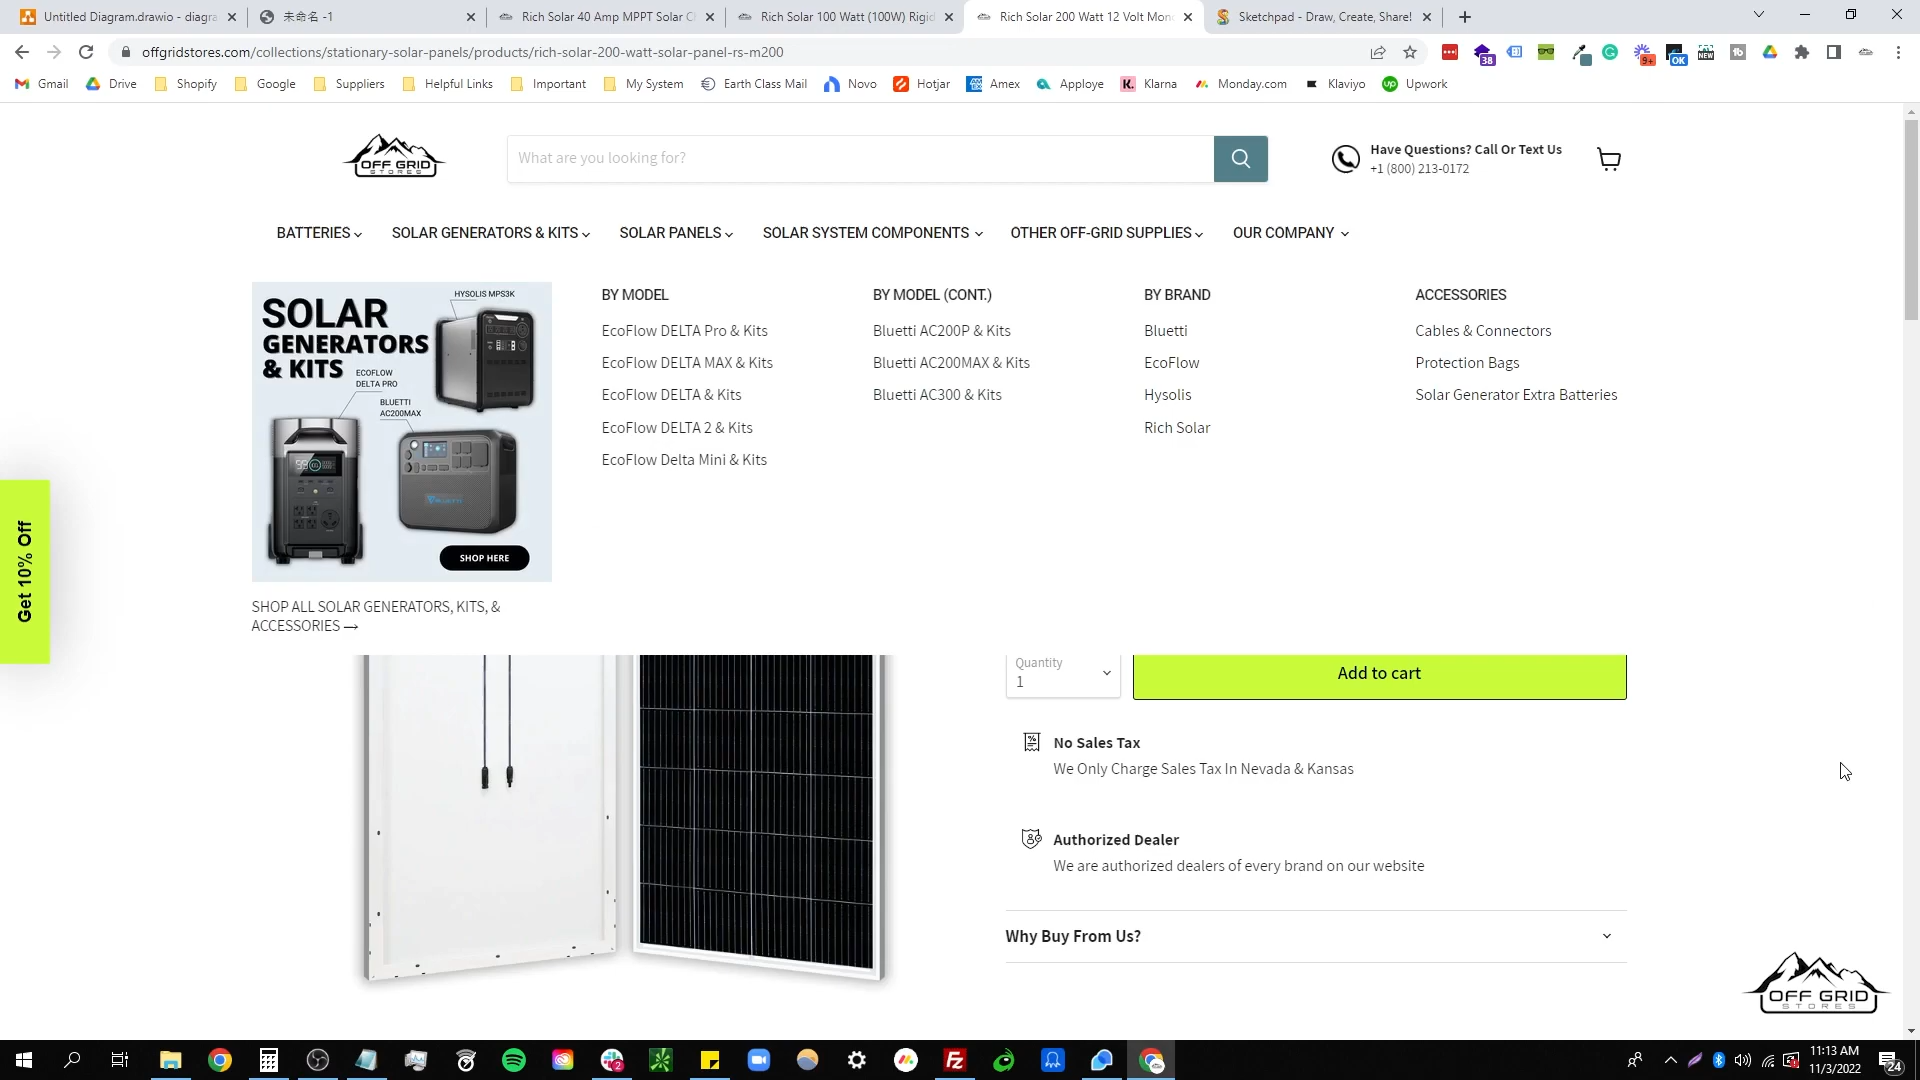 Untitled Diagram.drawio - diagra
未命名 -1
Rich Solar 40 Amp MPPT Solar C
Rich Solar 100 Watt (100W) Rigid
Rich Solar 200 Watt 12 Volt Mon
Sketchpad - Draw, Create, Share!
offgridstores.com/collections/stationary-solar-panels/products/rich-solar-200-watt-solar-panel-rs-m200
38
9+
OK
NEW
Gmail
Drive
Shopify
Google
Suppliers
Helpful Links
Important
My System
Earth Class Mail
Novo
Hotjar
Amex
Apploye
Klarna
Monday.com
Klaviyo
Upwork
OFF GRID
STORES
What are you looking for?
Have Questions? Call Or Text Us
+1 (800) 213-0172
BATTERIES
SOLAR GENERATORS & KITS
SOLAR PANELS
SOLAR SYSTEM COMPONENTS
OTHER OFF-GRID SUPPLIES
OUR COMPANY
SOLAR
GENERATORS
& KITS
HYSOLIS MPS3K
ECOFLOW
DELTA PRO
BLUETTI
AC200MAX
BLUETTI
SHOP HERE
SHOP ALL SOLAR GENERATORS, KITS, &
ACCESSORIES →
BY MODEL
EcoFlow DELTA Pro & Kits
EcoFlow DELTA MAX & Kits
EcoFlow DELTA & Kits
EcoFlow DELTA 2 & Kits
EcoFlow Delta Mini & Kits
BY MODEL (CONT.)
Bluetti AC200P & Kits
Bluetti AC200MAX & Kits
Bluetti AC300 & Kits
BY BRAND
Bluetti
EcoFlow
Hysolis
Rich Solar
ACCESSORIES
Cables & Connectors
Protection Bags
Solar Generator Extra Batteries
Get 10% Off
Quantity
1
Add to cart
No Sales Tax
We Only Charge Sales Tax In Nevada & Kansas
Authorized Dealer
We are authorized dealers of every brand on our website
Why Buy From Us?
OFF GRID
STORES
2
11:13 AM
11/3/2022
24